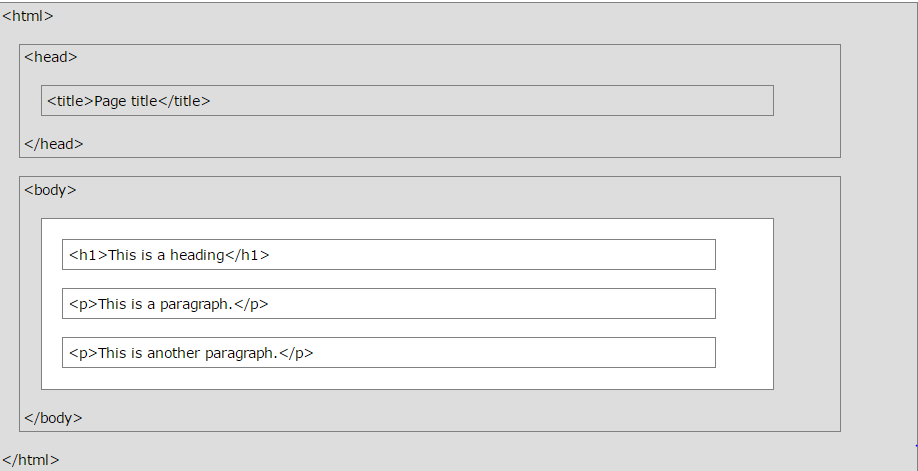 <html>
<head>
<title>Page title</title>
</head>
<body>
<h1>This is a heading</h1>
<p>This is a paragraph.</p>
<p>This is another paragraph.</p>
</body>
</html>